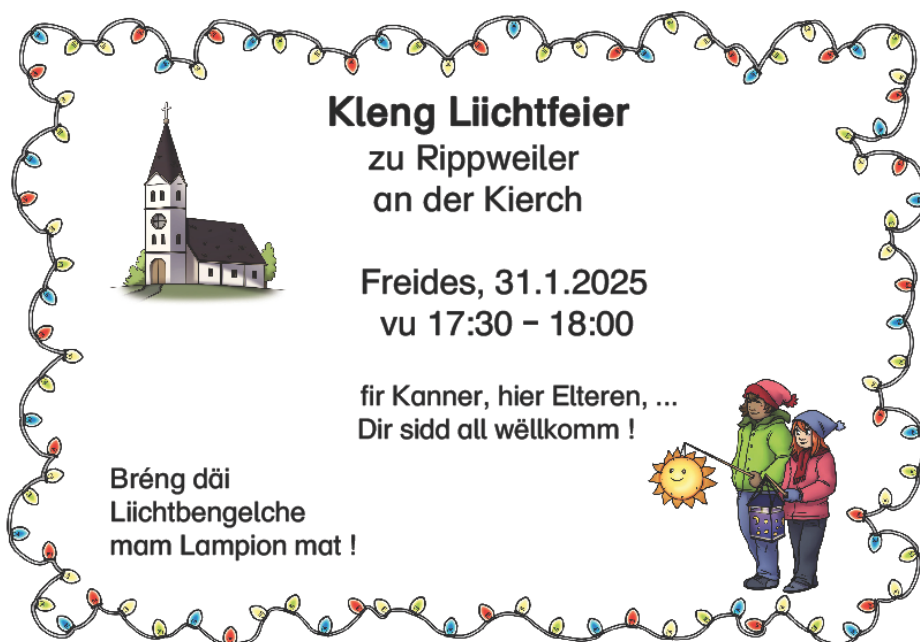 Kleng Liichtfeier
zu Rippweiler
an der Kierch
Freides, 31.1.2025
vu 17:30 – 18:00
fir Kanner, hier Elteren, ...
Dir sidd all wëllkomm !
Bréng däi
Liichtbengelche
mam Lampion mat !